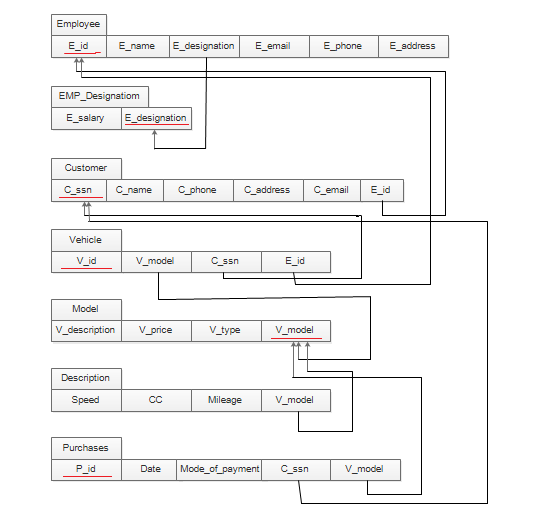 Employee
E_id E_name E_designation E_email E_phone E_address
EMP_Designatiom
E_salary E_designation
Customer
C_ssn C_name C_phone C_address C_email E_id
Vehicle
V_id V_model C_ssn E_id
Model
V_description V_price V_type V_model
Description
Speed CC Mileage V_model
Purchases
P_id Date Mode_of_payment C_ssn V_model